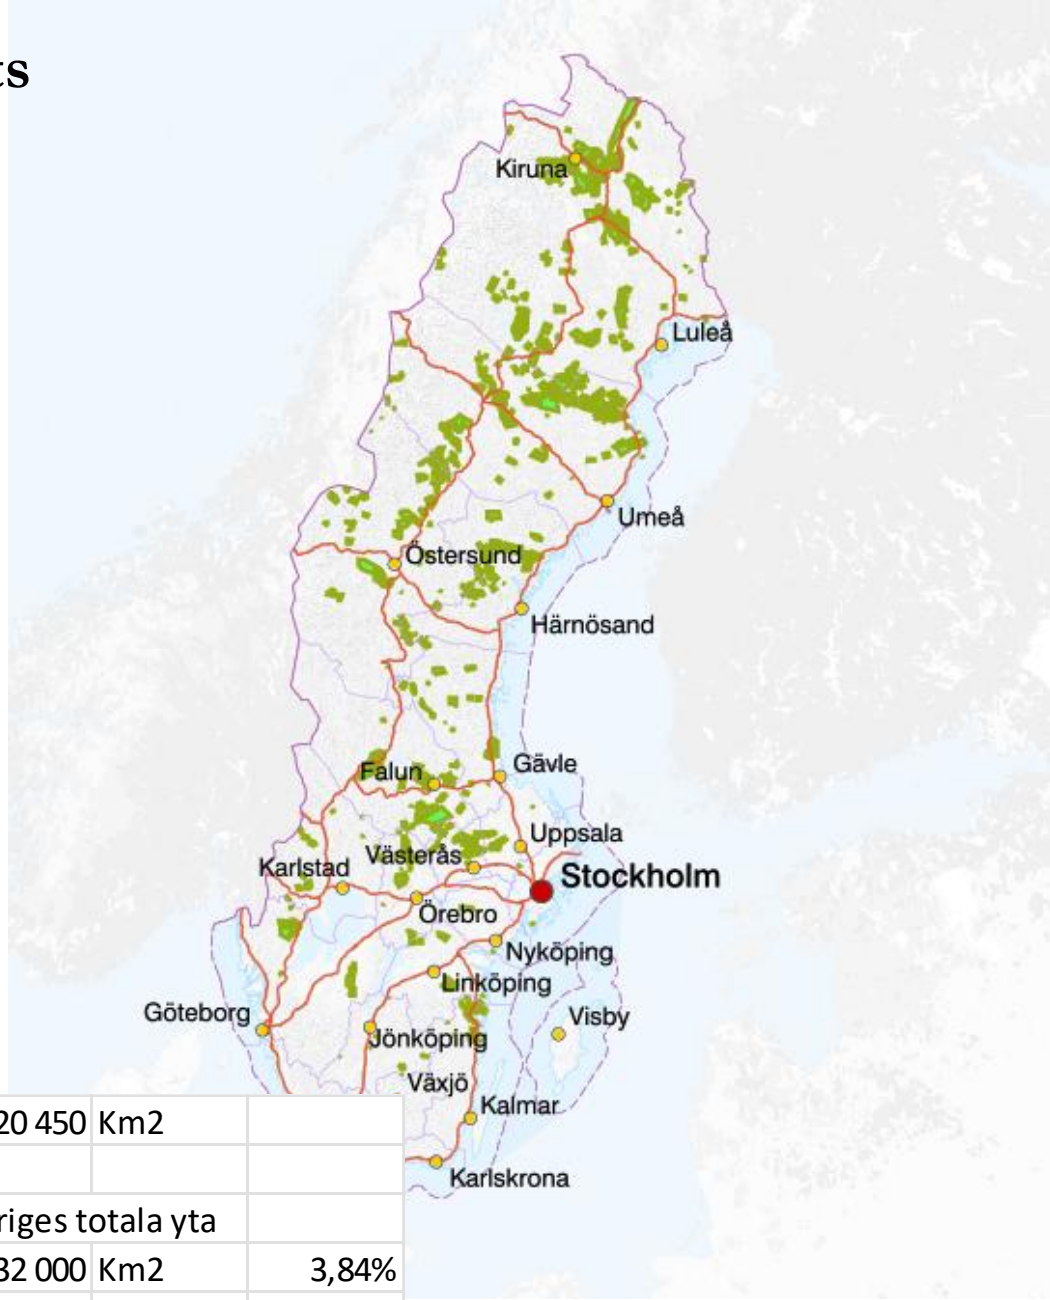 ts
Kiruna
Luleå
Umeå
Östersund
Härnösand
Falun
Gävle
Uppsala
Västerås
Karlstad
Stockholm
Örebro
Nyköping
Linköping
Göteborg
Visby
Jönköping
Växjö
Kalmar
20 450 Km2
Karlskrona
riges totala yta
32 000 Km2 3,84%